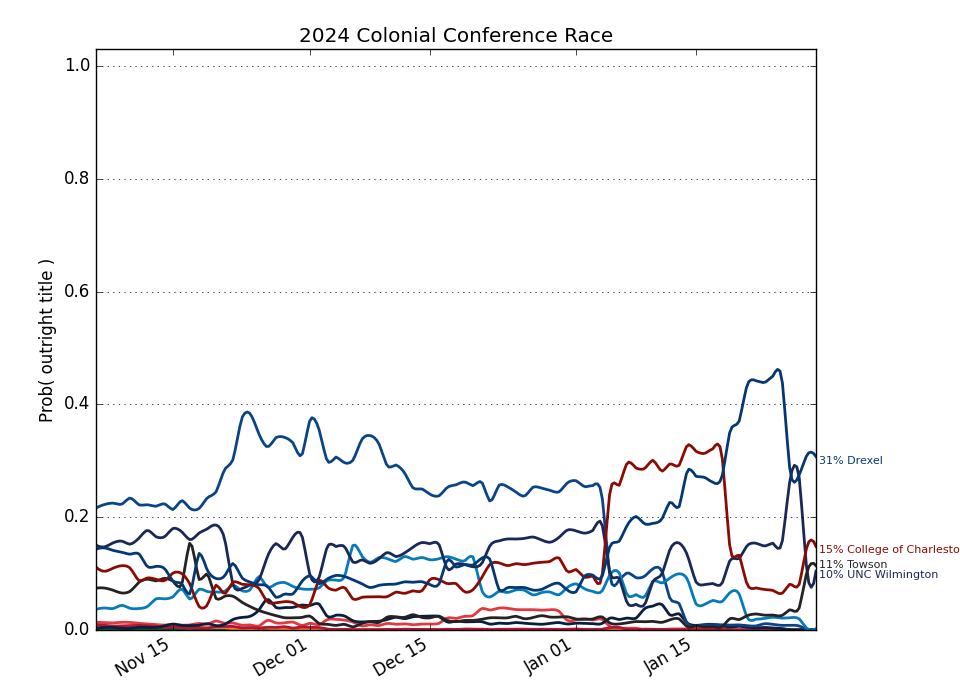 2024 Colonial Conference Race
Prob( outright title )
1.0
0.8
0.6
0.4
0.2
0.0
31% Drexel
15% College of Charlesto
11% Towson
10% UNC Wilmington
Nov 15
Dec 01
Dec 15
Jan 01
Jan 15